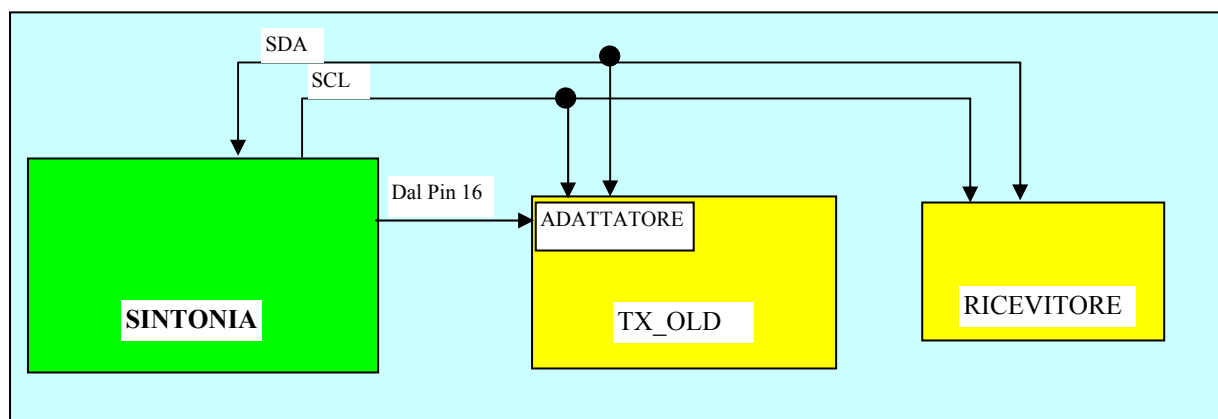 SDA
SCL
Dal Pin 16
ADATTATORE
SINTONIA
TX_OLD
RICEVITORE